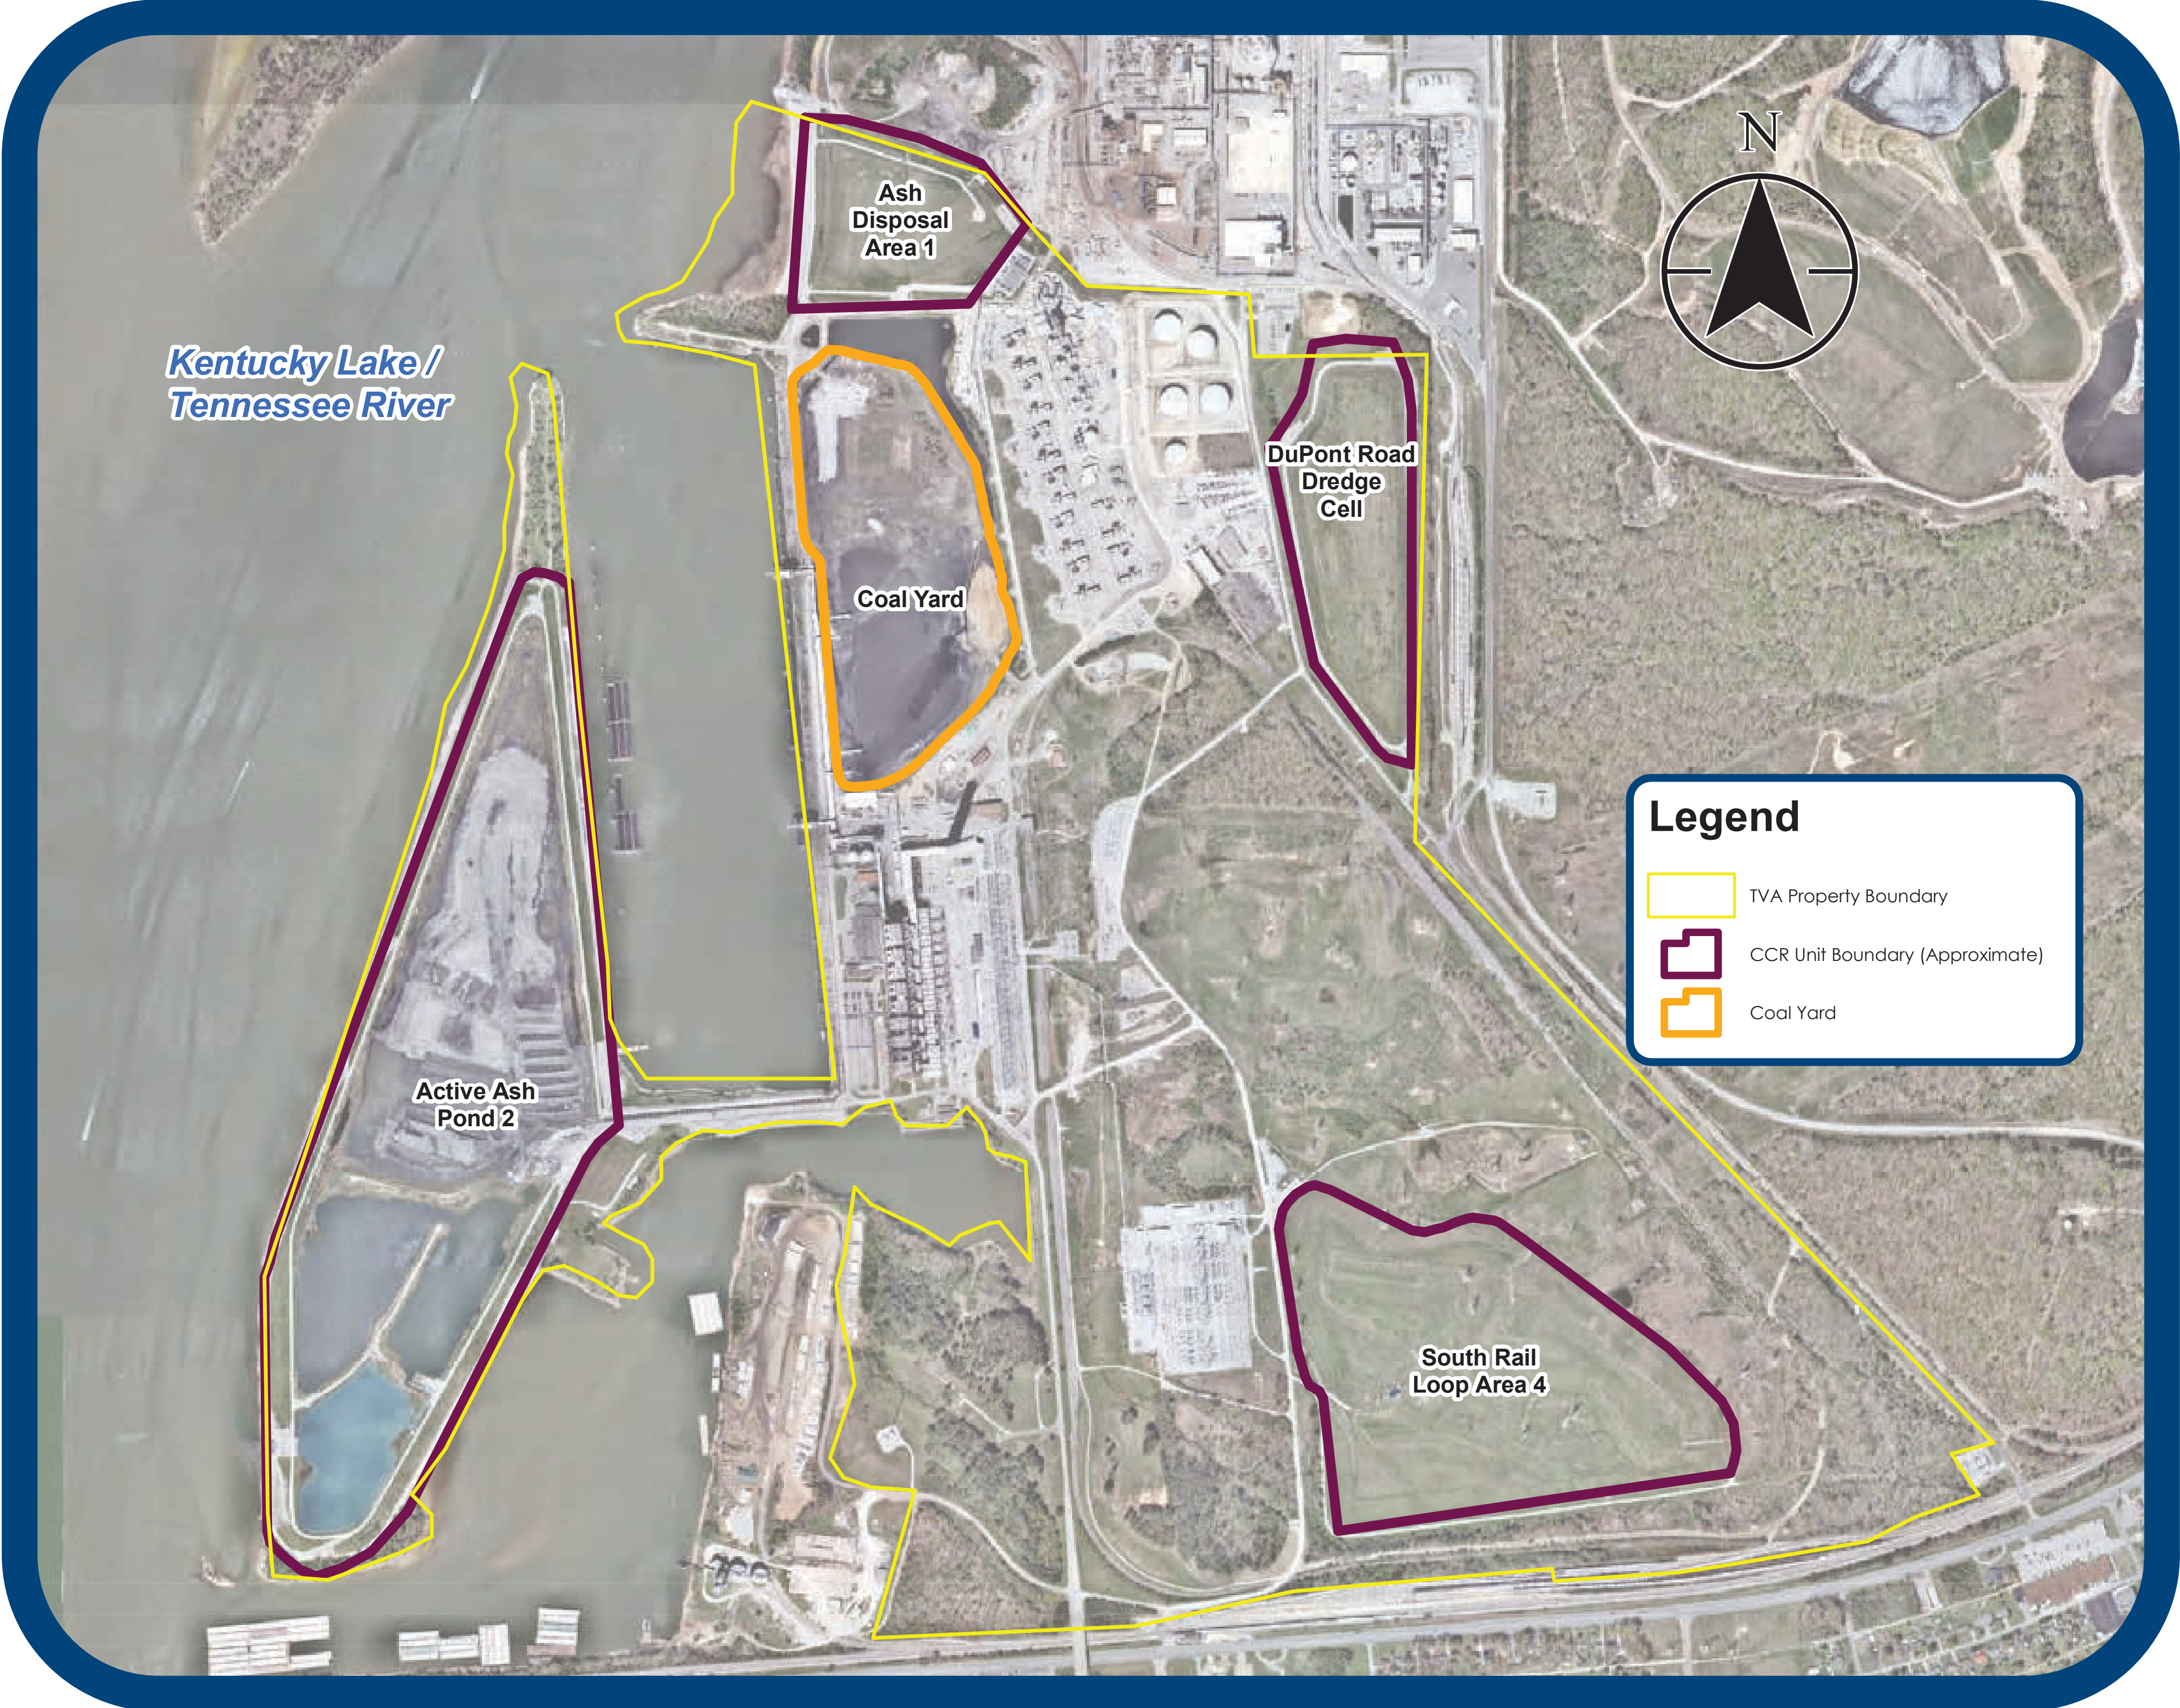 N
Ash
Disposal
Area 1
Kentucky Lake /
Tennessee River
DuPont Road
Dredge
Cell
Coal Yard
Active Ash
Pond 2
South Rail
Loop Area 4
Legend
TVA Property Boundary
CCR Unit Boundary (Approximate)
Coal Yard